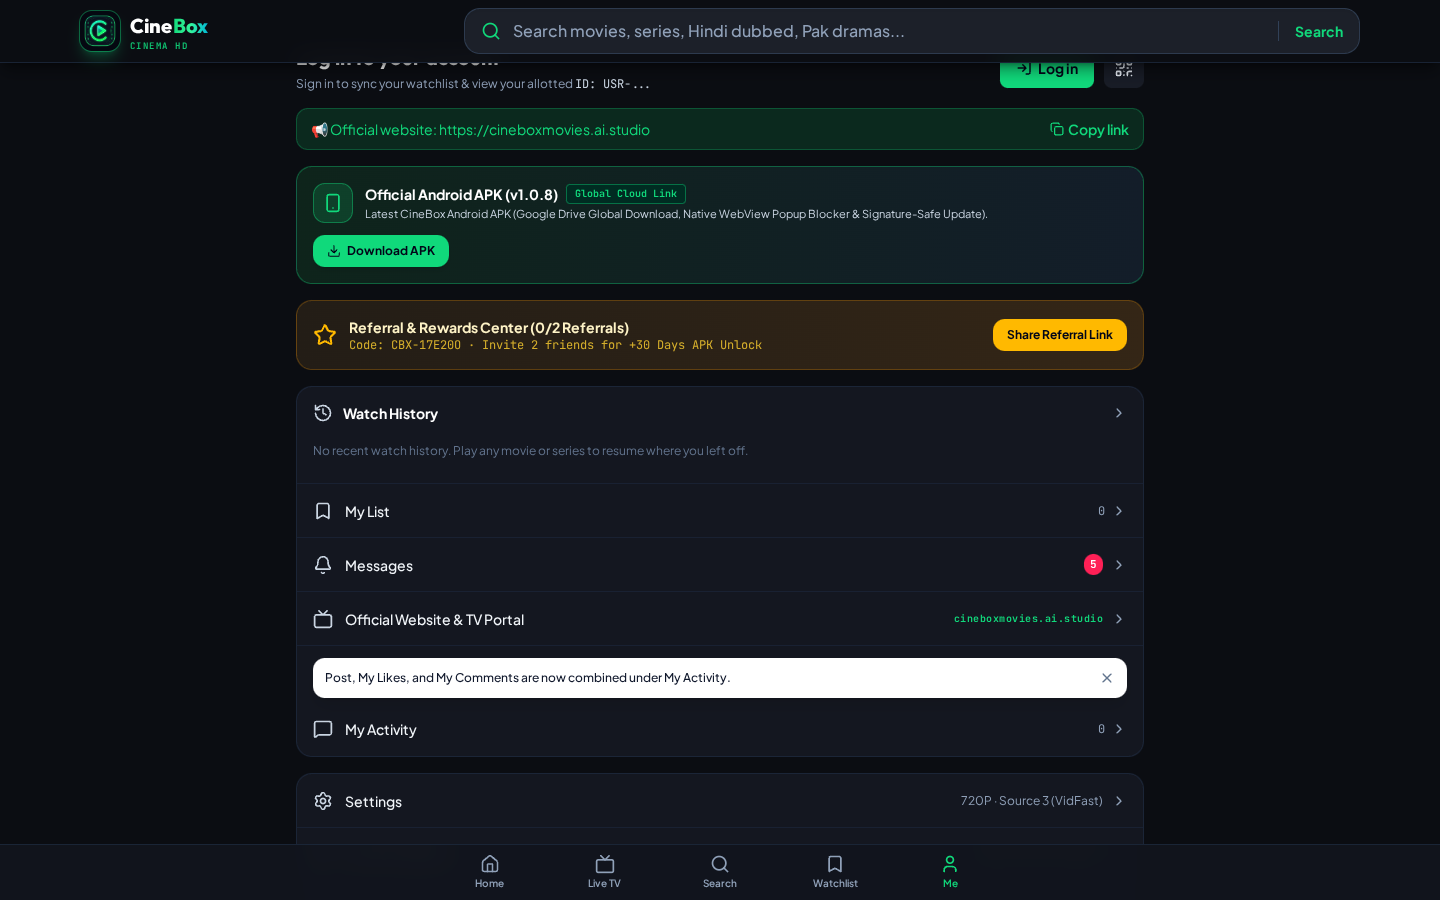 CineBox
CINEMA HD
Search movies, series, Hindi dubbed, Pak dramas...
Search
Log in to your account
Log in
Sign in to sync your watchlist & view your allotted ID: USR-...
📢 Official website: https://cineboxmovies.ai.studio
Copy link
Official Android APK (v1.0.8)
Global Cloud Link
Latest CineBox Android APK (Google Drive Global Download, Native WebView Popup Blocker & Signature-Safe Update).
Download APK
Referral & Rewards Center (0/2 Referrals)
Code: CBX-17E20O · Invite 2 friends for +30 Days APK Unlock
Share Referral Link
Watch History
No recent watch history. Play any movie or series to resume where you left off.
My List
0
Messages
5
Official Website & TV Portal
cineboxmovies.ai.studio
Post, My Likes, and My Comments are now combined under My Activity.
My Activity
0
Settings
720P · Source 3 (VidFast)
Home
Live TV
Search
Watchlist
Me